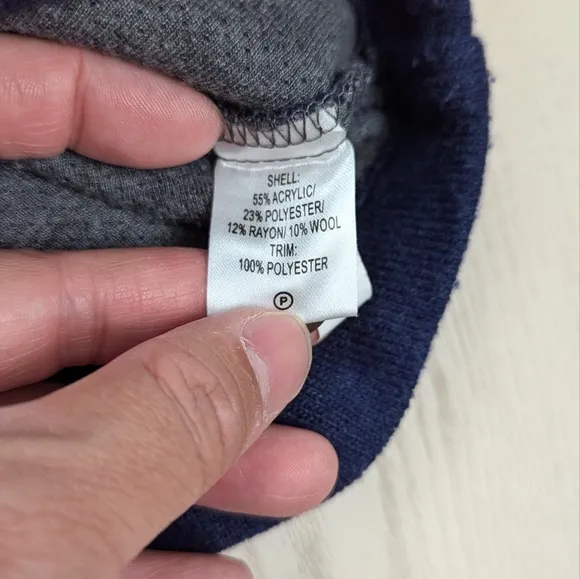 SHELL:
55% ACRYLIC/
23% POLYESTER/
12% RAYON/ 10% WOOL
TRIM:
100% POLYESTER
P